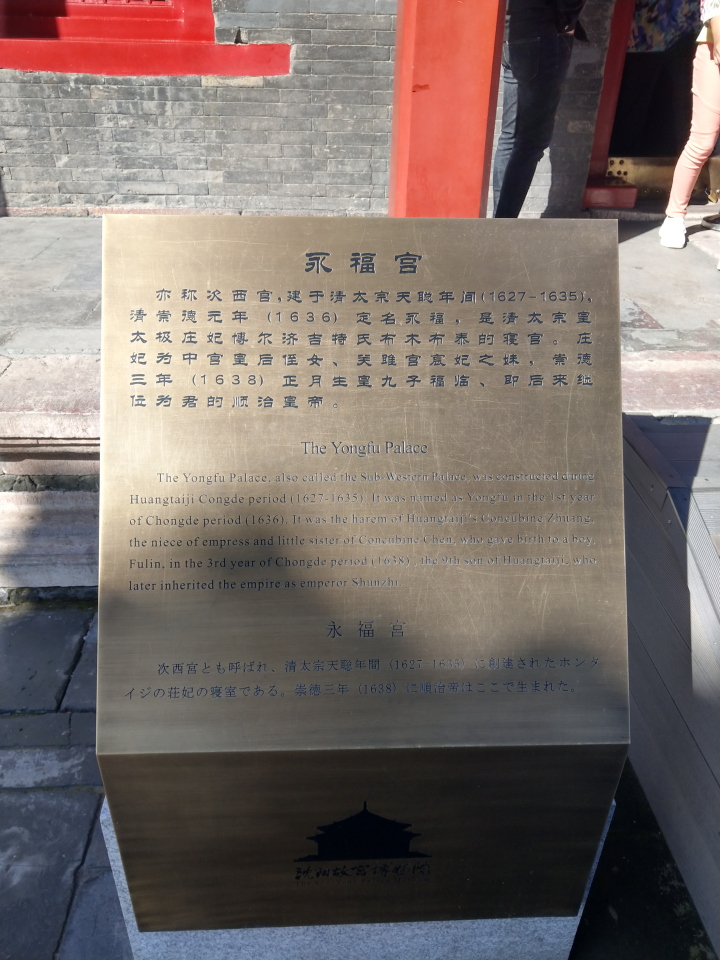 永福宫
亦称次西宫,建于清太宗天聪年间(1627-1635),
清崇德元年 (1636) 定名永福，是清太宗皇
太极庄妃博尔济吉特氏布木布泰的寝宫。庄
妃为中宫皇后侄女、关雎宫宸妃之妹，崇德
三年 (1638) 正月生皇九子福临、即后来继
位为君的顺治皇帝。
The Yongfu Palace
The Yongfu Palace, also called the Sub-Western Palace, was constructed during
Huangtaiji Congde period (1627-1635). It was named as Yongfu in the 1st year
of Chongde period (1636). It was the harem of Huangtaiji's Concubine Zhuang,
the niece of empress and little sister of Concubine Chen, who gave birth to a boy,
Fulin, in the 3rd year of Chongde period (1638) , the 9th son of Huangtaiji, who
later inherited the empire as emperor Shunzhi.
永福宮
次西宮とも呼ばれ、清太宗天聡年間（1627-1635）に創建されたホンタ
イジの荘妃の寝室である。崇徳三年（1638）に順治帝はここで生まれた。
沈阳故宫博物院